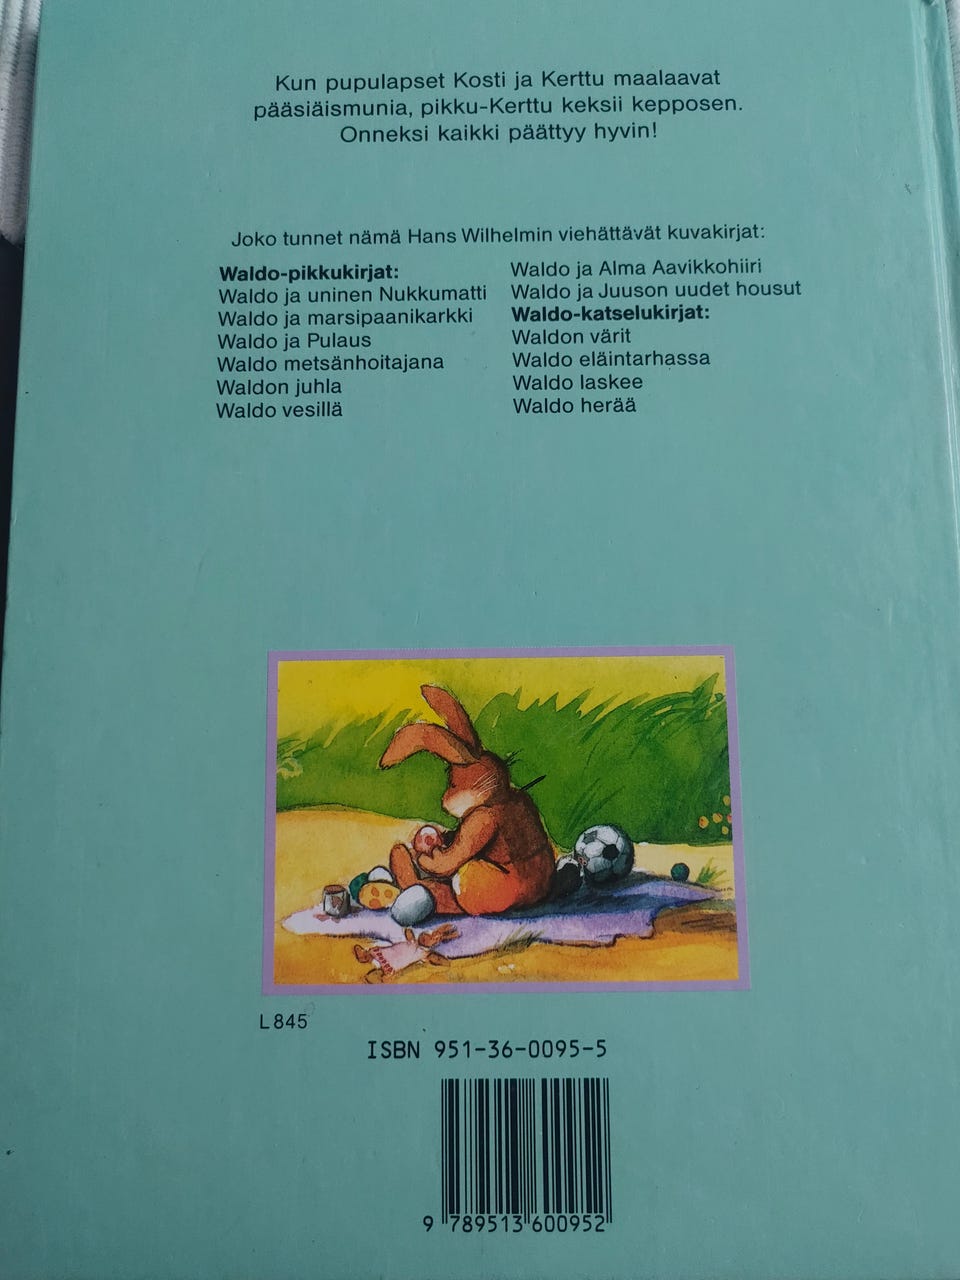 Kun pupulapset Kosti ja Kerttu maalaavat
pääsiäismunia, pikku-Kerttu keksii kepposen.
Onneksi kaikki päättyy hyvin!
Joko tunnet nämä Hans Wilhelmin viehättävät kuvakirjat:
Waldo-pikkukirjat:
Waldo ja uninen Nukkumatti
Waldo ja marsipaanikarkki
Waldo ja Pulaus
Waldo metsänhoitajana
Waldon juhla
Waldo vesillä
Waldo ja Alma Aavikkohiiri
Waldo ja Juuson uudet housut
Waldo-katselukirjat:
Waldon värit
Waldo eläintarhassa
Waldo laskee
Waldo herää
L845
ISBN 951-36-0095-5
9 789513 600952